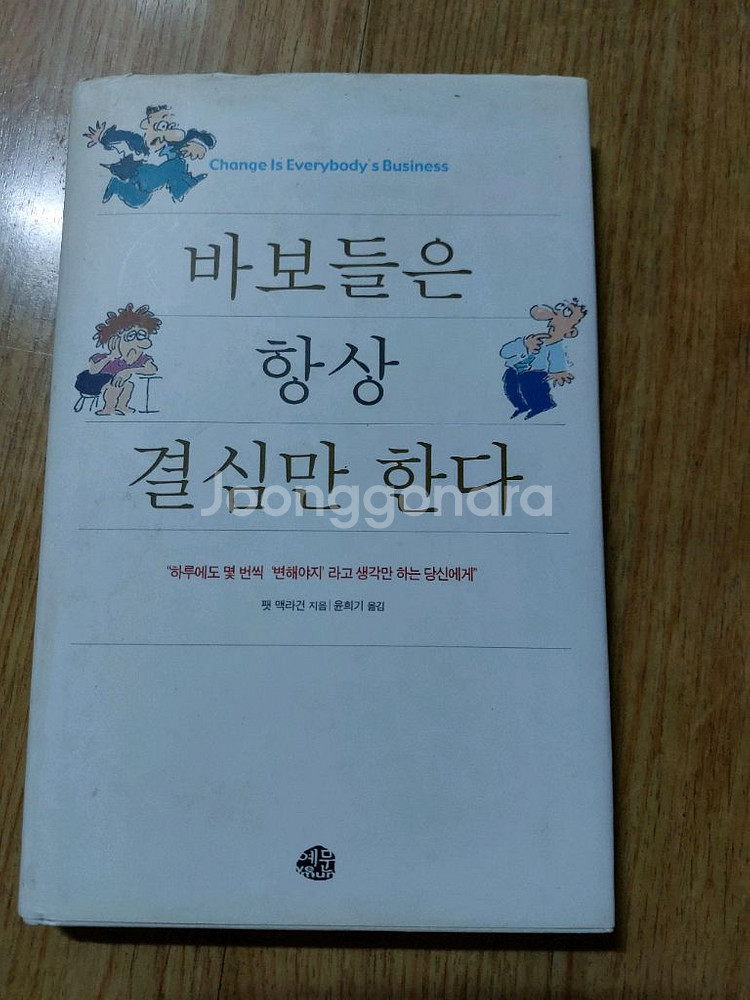 Change Is Everybody's Business
바보들은
항상
결심만 한다
Joonggonara
"하루에도 몇 번씩 '변해야지' 라고 생각만 하는 당신에게"
팻 맥라건 지음 | 윤희기 옮김
예문